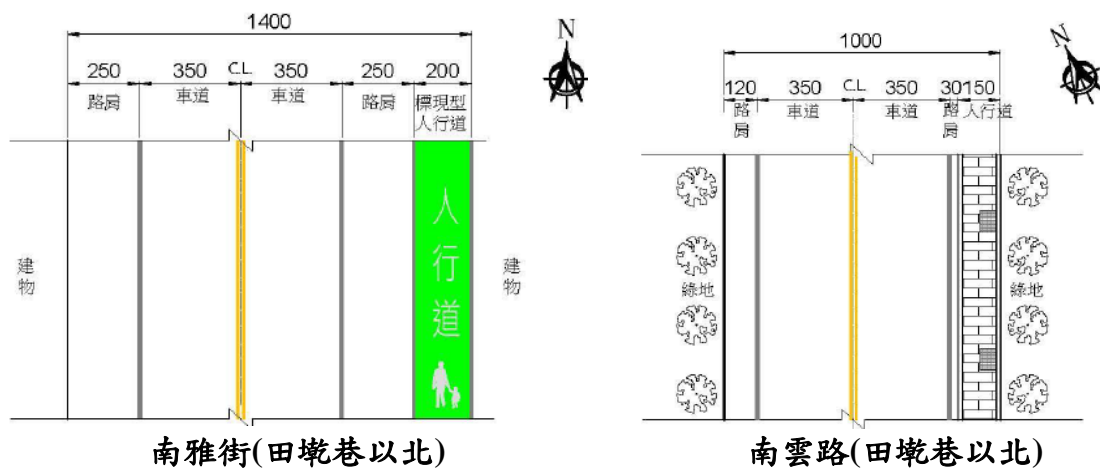 1400
250 350 C.L. 350 250 200
路肩 車道 車道 路肩 標現型
人行道
建物
人行道
建物
南雅街(田墘巷以北)
N
N
1000
120 350 C.L 350 30 150
路肩 車道 車道 路肩 人行道
綠地
綠地
南雲路(田墘巷以北)